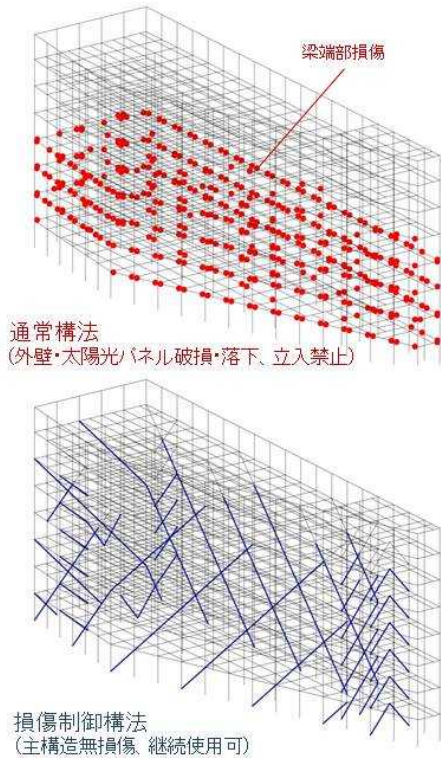 梁端部損傷
通常構法
(外壁・太陽光パネル破損・落下、立入禁止)
損傷制御構法
(主構造無損傷、継続使用可)